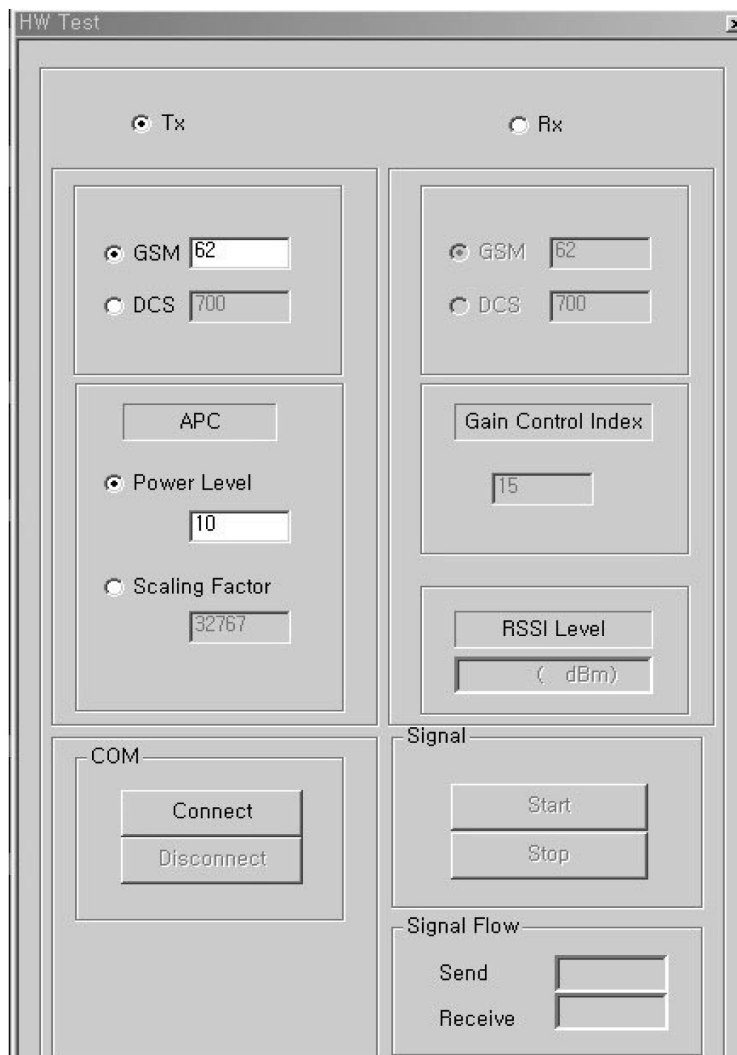 HW Test
Tx
Rx
GSM 62
DCS 700
APC
Power Level
10
Scaling Factor
32767
GSM 62
DCS 700
Gain Control Index
15
RSSI Level
( dBm)
COM
Connect
Disconnect
Signal
Start
Stop
Signal Flow
Send
Receive